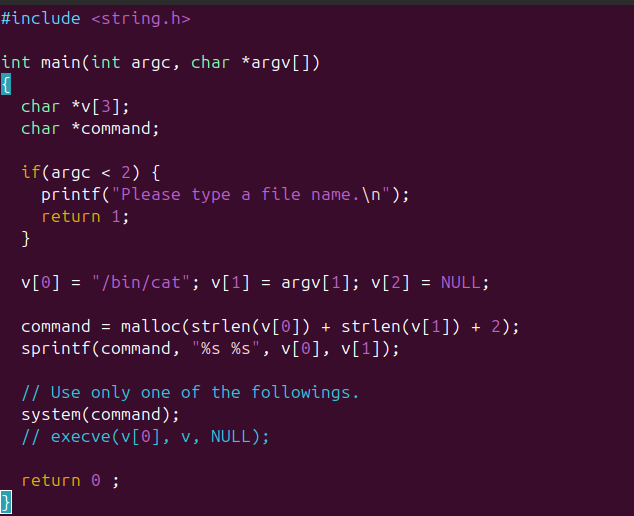 #include <string.h>

int main(int argc, char *argv[])
{
  char *v[3];
  char *command;

  if(argc < 2) {
    printf("Please type a file name.\n");
    return 1;
  }

  v[0] = "/bin/cat"; v[1] = argv[1]; v[2] = NULL;

  command = malloc(strlen(v[0]) + strlen(v[1]) + 2);
  sprintf(command, "%s %s", v[0], v[1]);

  // Use only one of the followings.
  system(command);
  // execve(v[0], v, NULL);

  return 0 ;
}